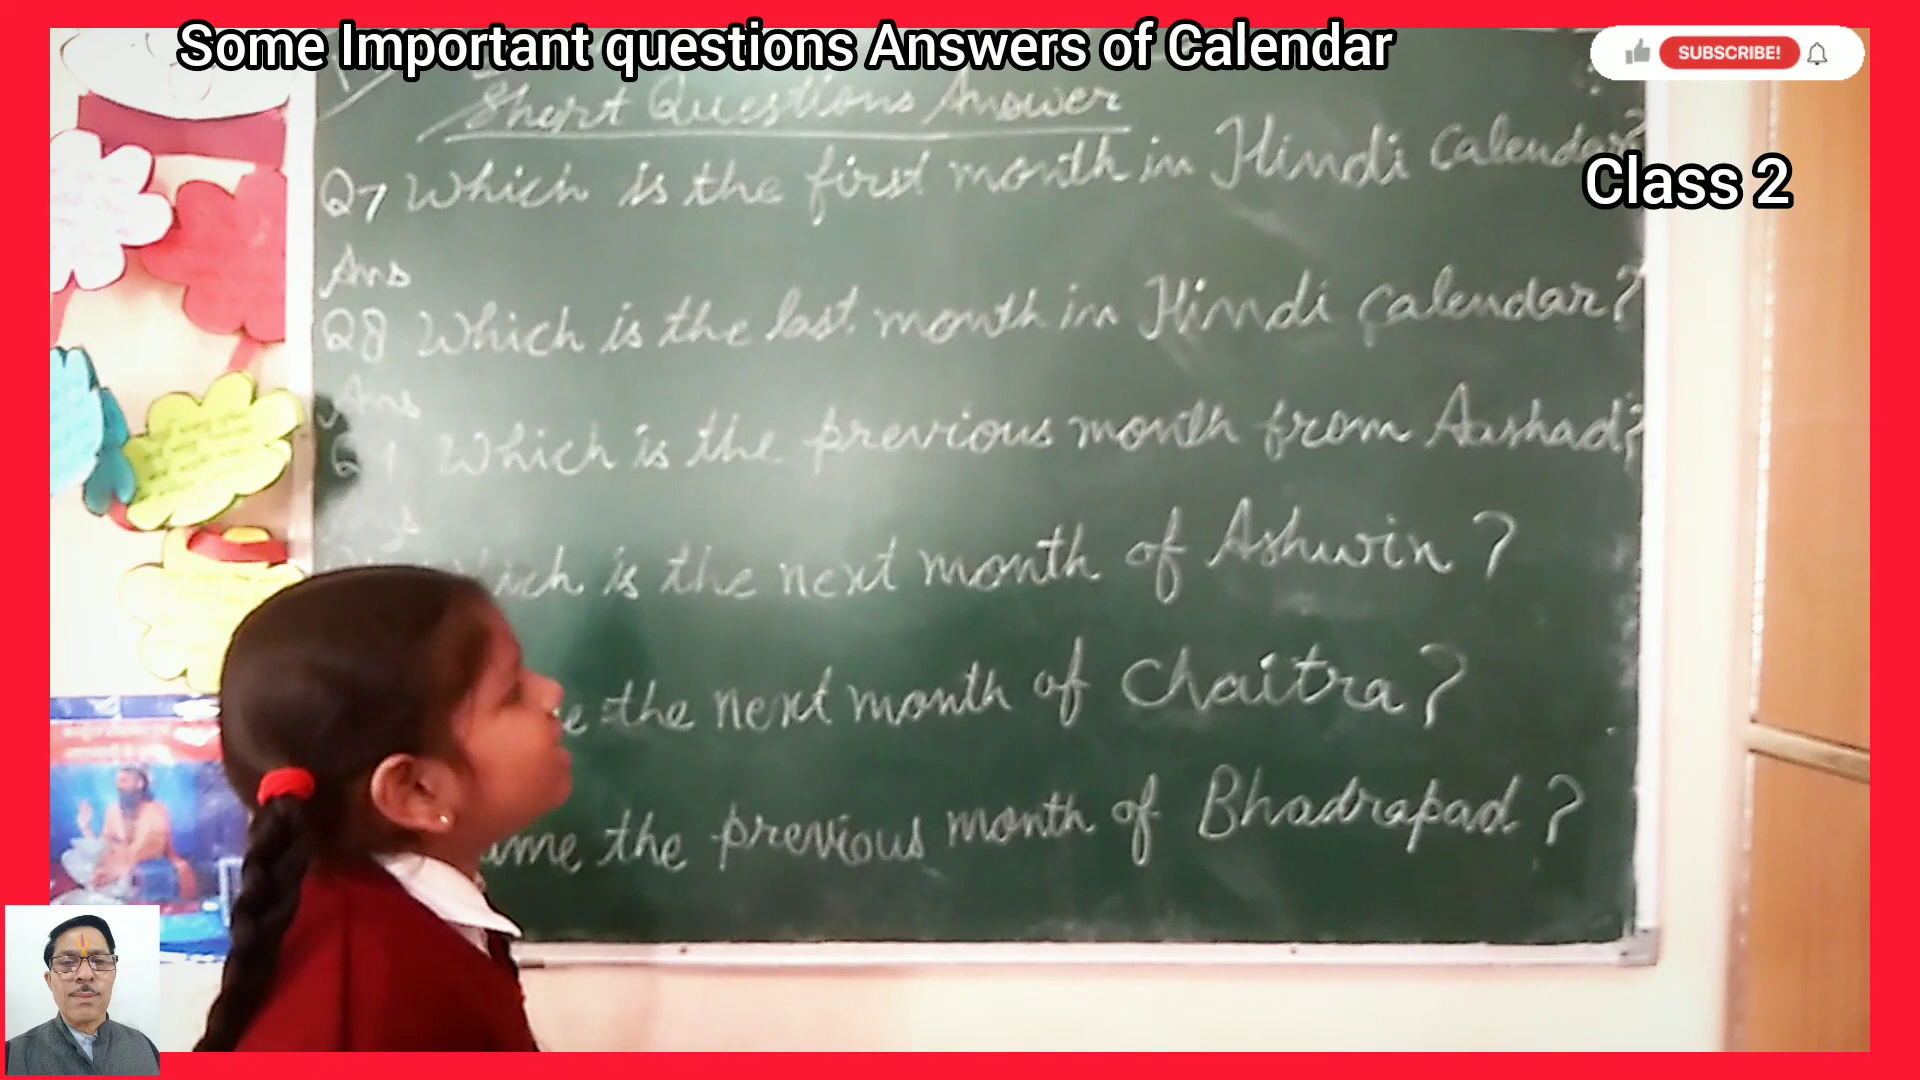 Some Important questions Answers of Calendar
SUBSCRIBE!
Class 2
Short Questions Answer
Q7 Which is the first month in Hindi Calendar?
Ans
Q8 Which is the last month in Hindi Calendar?
Ans
Which is the previous month from Aashad?
is the next month of Ashwin?
the next month of Chaitra?
the previous month of Bhadrapad?